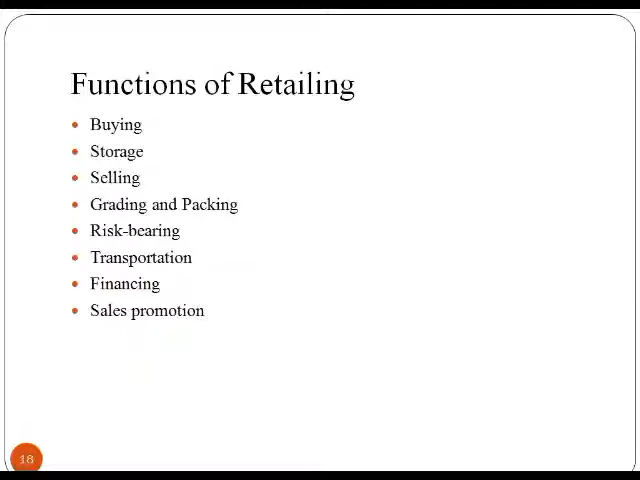 Functions of Retailing
Buying
Storage
Selling
Grading and Packing
Risk-bearing
Transportation
Financing
Sales promotion
18